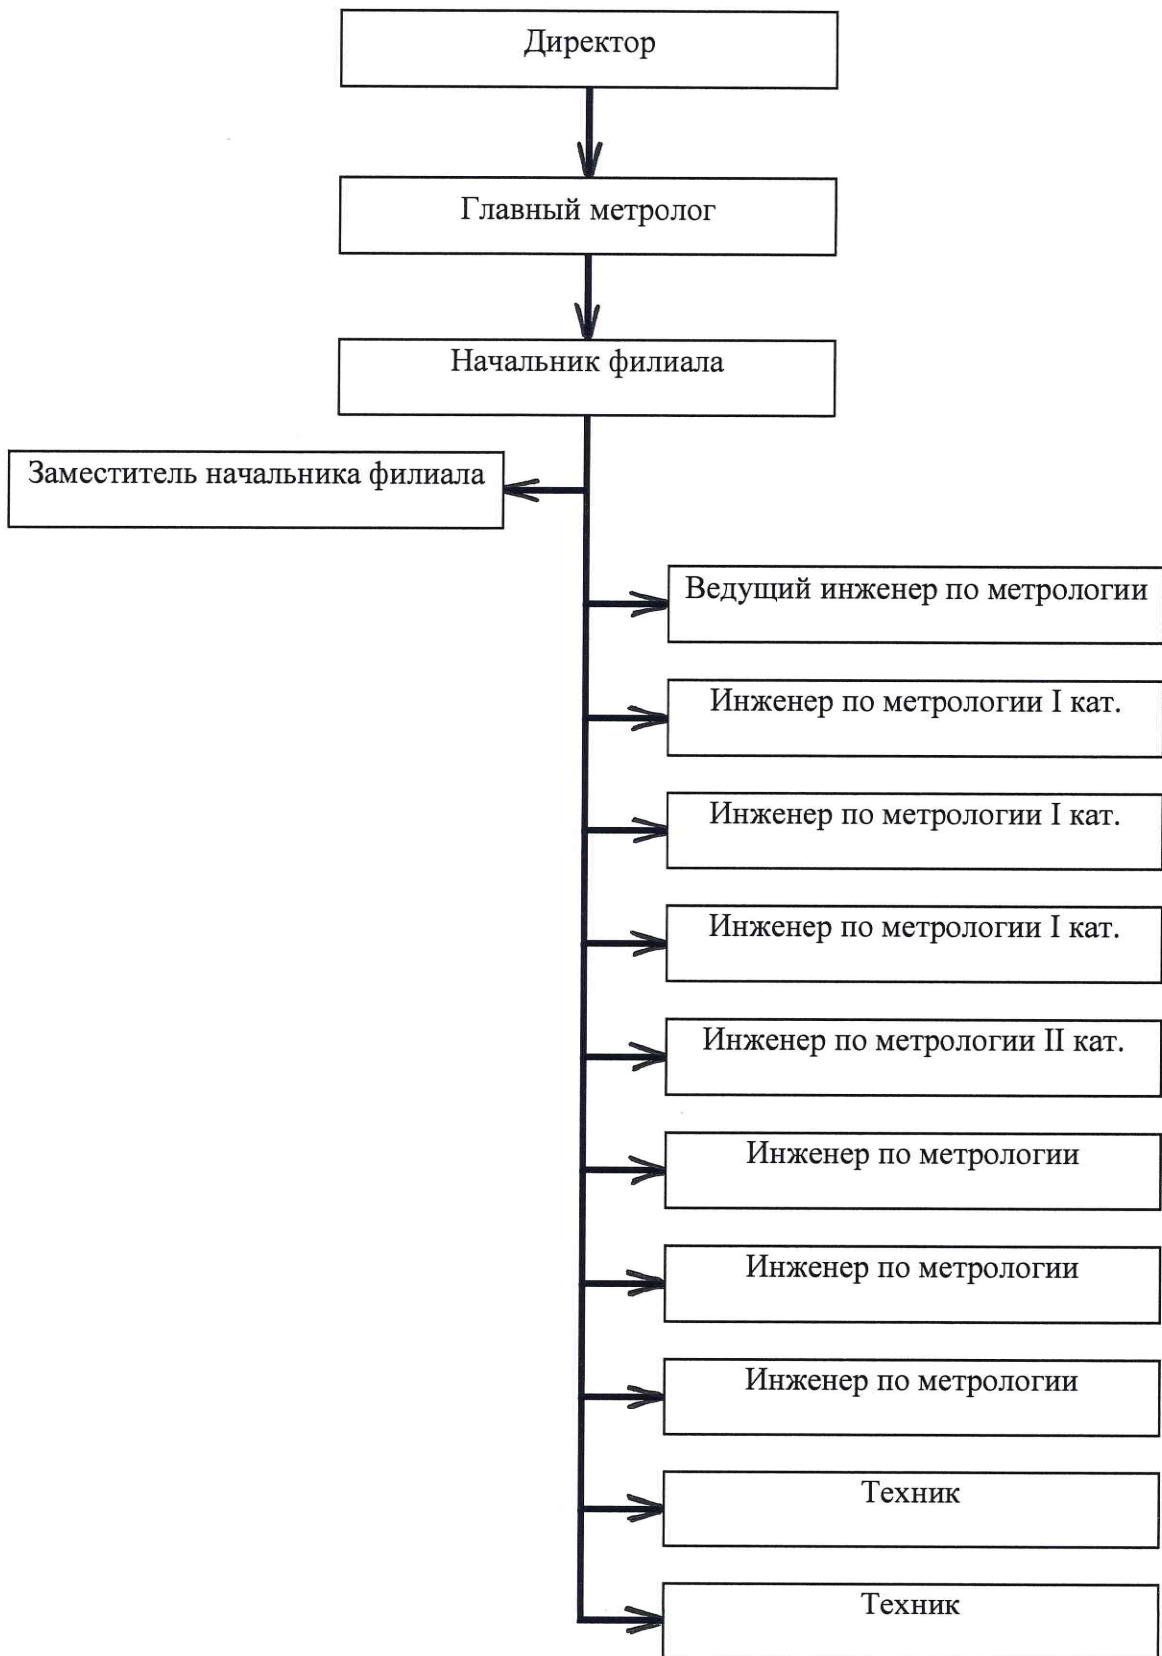 Директор
Главный метролог
Начальник филиала
Заместитель начальника филиала
Ведущий инженер по метрологии
Инженер по метрологии I кат.
Инженер по метрологии I кат.
Инженер по метрологии I кат.
Инженер по метрологии II кат.
Инженер по метрологии
Инженер по метрологии
Инженер по метрологии
Техник
Техник